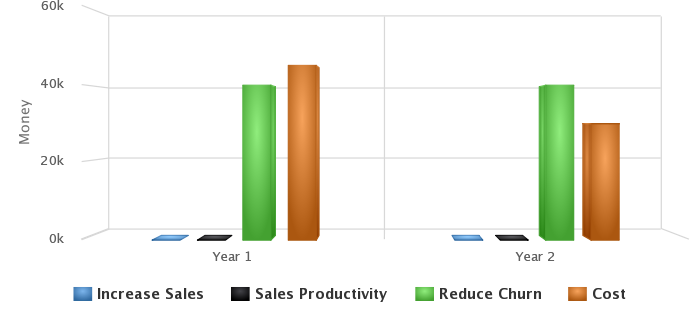 60k
40k
20k
0k
Money
Year 1
Year 2
Increase Sales
Sales Productivity
Reduce Churn
Cost